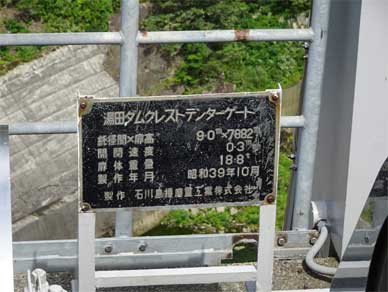 湯田ダムクレストテンターゲート
純径間×扉高 9·0m×7.882m
開閉速度 0·3m
扉体重量 18·8t
製作年月 昭和39年10月
製作 石川島播磨重工業株式会社